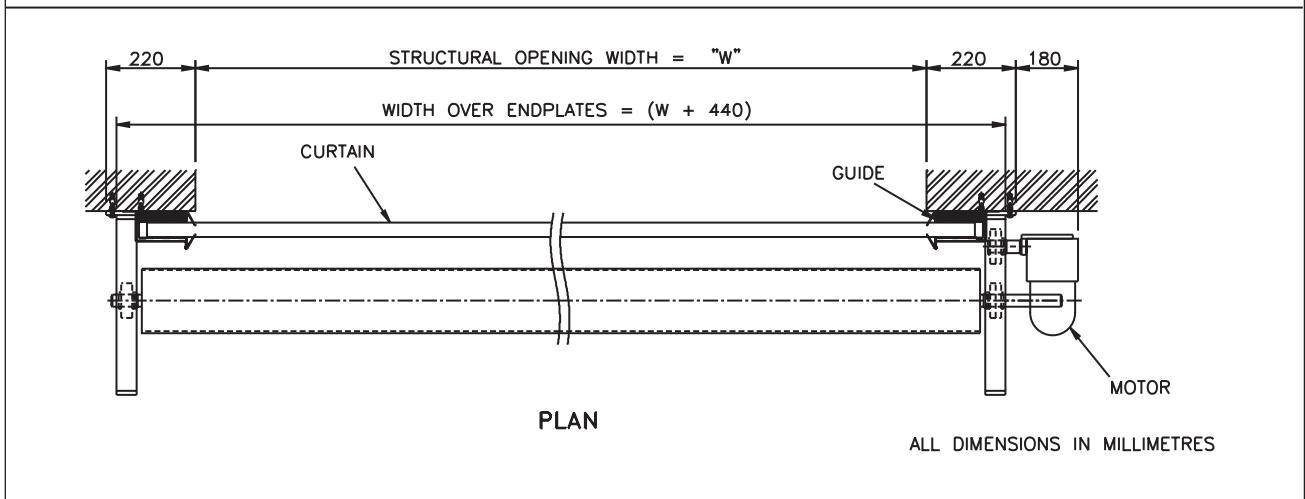 220 STRUCTURAL OPENING WIDTH = "W" 220 180
WIDTH OVER ENDPLATES = (W + 440)
CURTAIN
GUIDE
MOTOR
PLAN
ALL DIMENSIONS IN MILLIMETRES